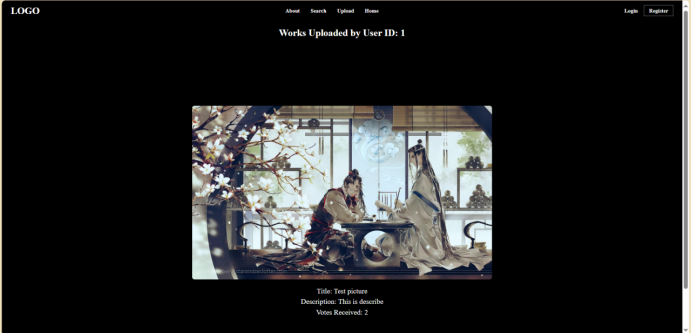 LOGO
About Search Upload Home
Login Register
Works Uploaded by User ID: 1
Title: Test picture
Description: This is describe
Votes Received: 2